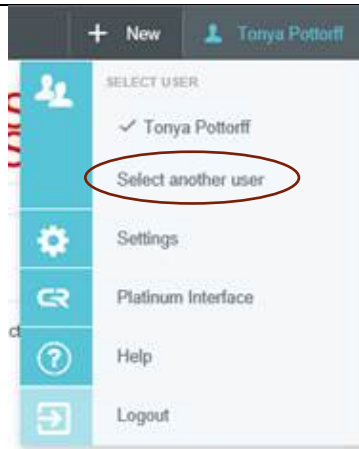 + New Tonya Pottorff
SELECT USER
✓ Tonya Pottorff
Select another user
Settings
Platinum Interface
Help
Logout